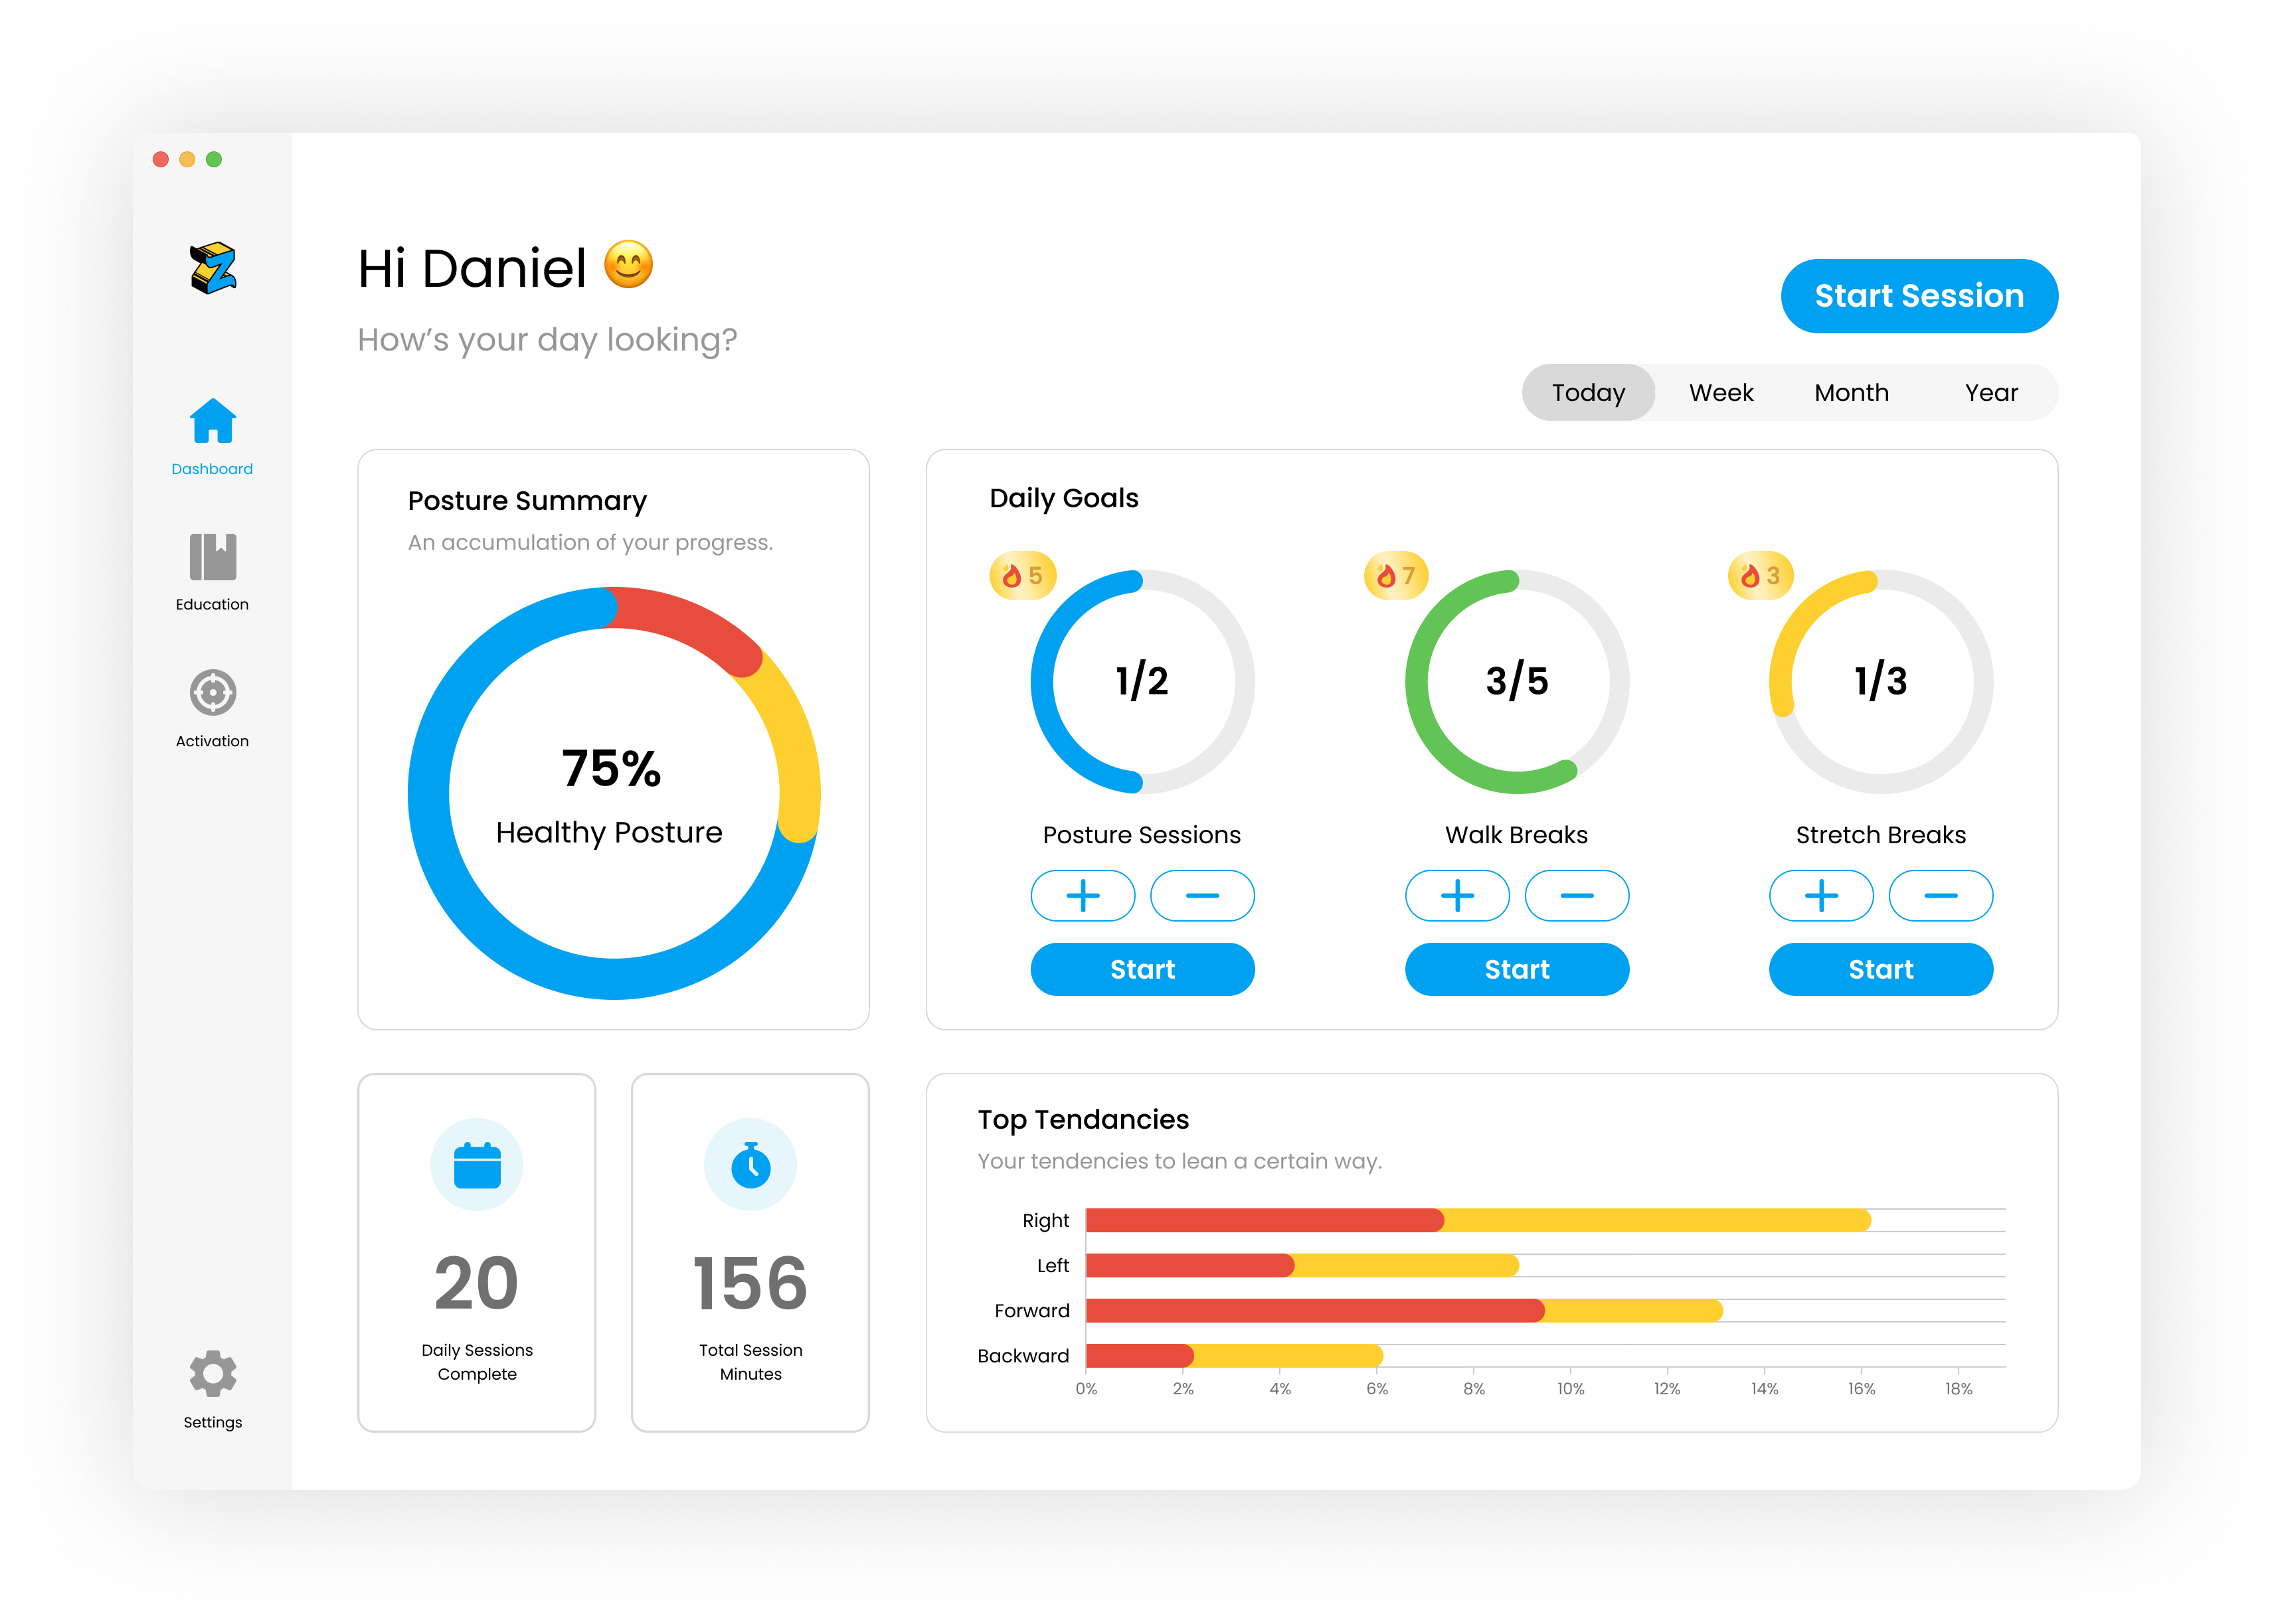 Hi Daniel 😊
How's your day looking?
Start Session
Today Week Month Year
Dashboard
Education
Activation
Settings
Posture Summary
An accumulation of your progress.
75%
Healthy Posture
Daily Goals
5 7 3
1/2 3/5 1/3
Posture Sessions Walk Breaks Stretch Breaks
Start Start Start
20
Daily Sessions
Complete
156
Total Session
Minutes
Top Tendancies
Your tendencies to lean a certain way.
Right
Left
Forward
Backward
0% 2% 4% 6% 8% 10% 12% 14% 16% 18%